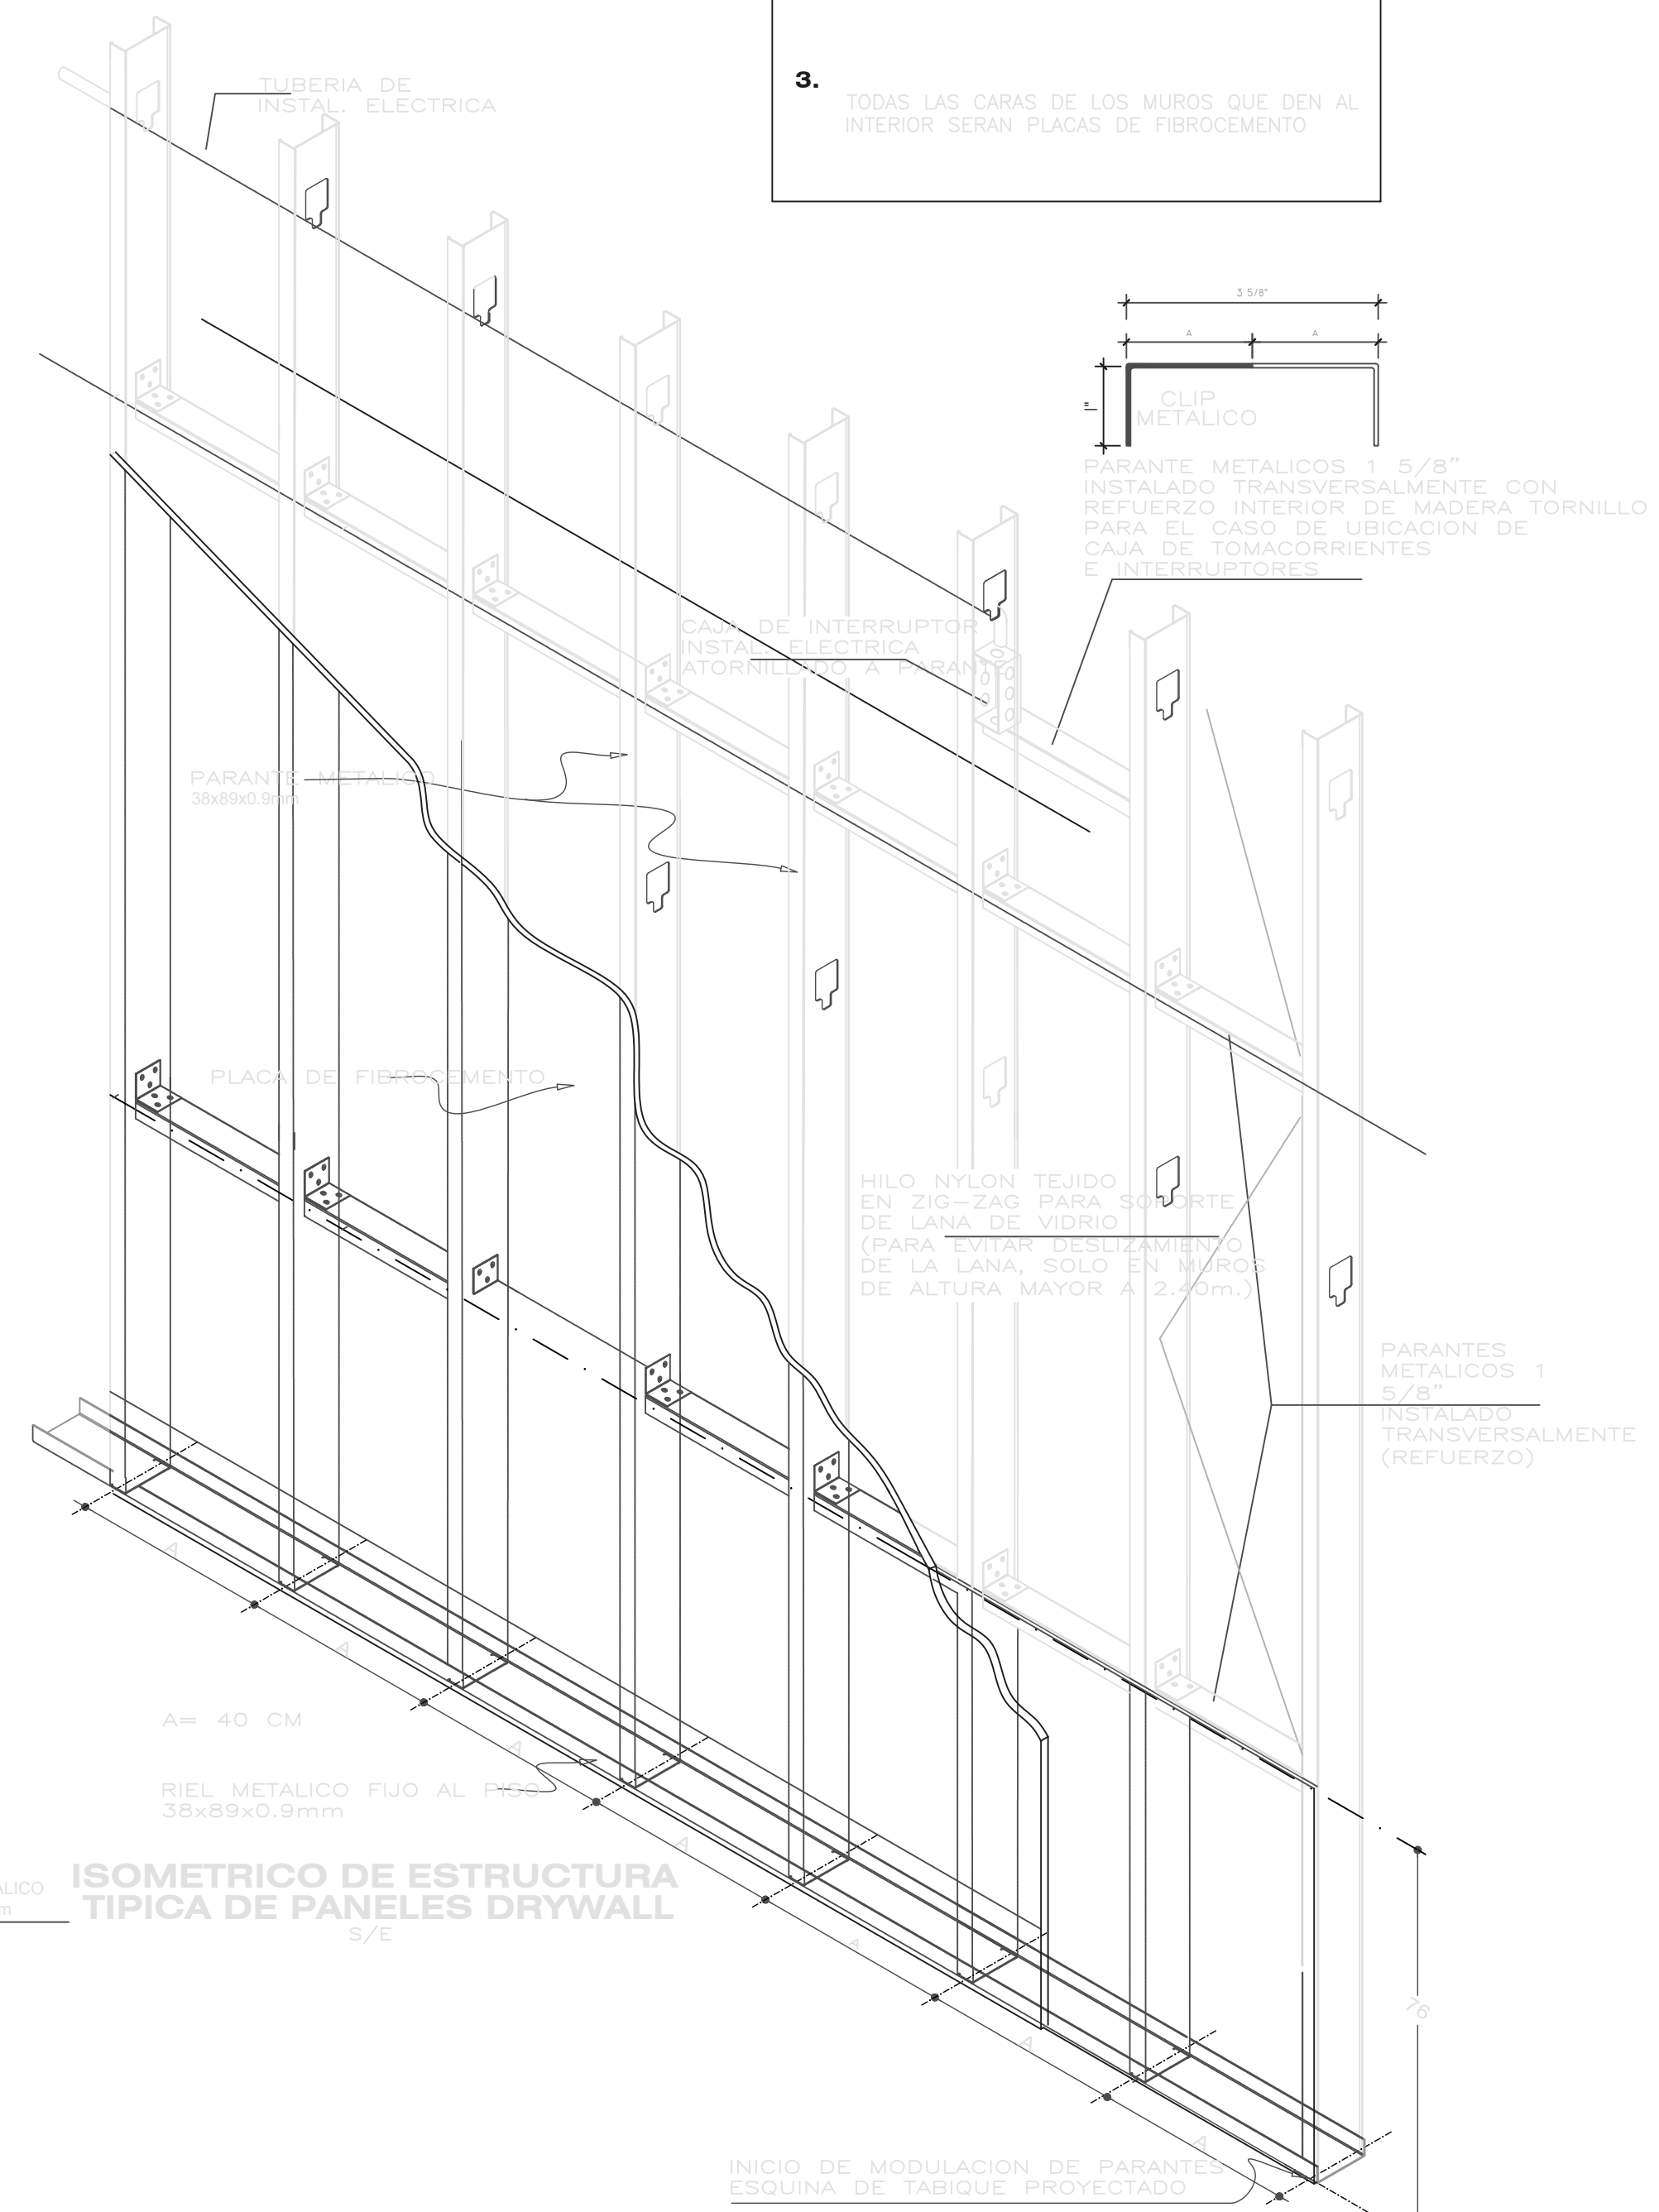 TUBERIA DE
INSTAL. ELECTRICA
3.
TODAS LAS CARAS DE LOS MUROS QUE DEN AL
INTERIOR SERAN PLACAS DE FIBROCEMENTO
3 5/8"
A
A
1"
CLIP
METALICO
PARANTE METALICOS 1 5/8"
INSTALADO TRANSVERSALMENTE CON
REFUERZO INTERIOR DE MADERA TORNILLO
PARA EL CASO DE UBICACION DE
CAJA DE TOMACORRIENTES
E INTERRUPTORES
CAJA DE INTERRUPTOR
INSTAL. ELECTRICA
ATORNILLADO A PARANTE
PARANTE METALICO
38x89x0.9mm
PLACA DE FIBROCEMENTO
HILO NYLON TEJIDO
EN ZIG-ZAG PARA SOPORTE
DE LANA DE VIDRIO
(PARA EVITAR DESLIZAMIENTO
DE LA LANA, SOLO EN MUROS
DE ALTURA MAYOR A 2.40m.)
PARANTES
METALICOS 1
5/8"
INSTALADO
TRANSVERSALMENTE
(REFUERZO)
A
A
A
A
A
A
A
A= 40 CM
RIEL METALICO FIJO AL PISO
38x89x0.9mm
ISOMETRICO DE ESTRUCTURA
TIPICA DE PANELES DRYWALL
S/E
76
INICIO DE MODULACION DE PARANTES
ESQUINA DE TABIQUE PROYECTADO